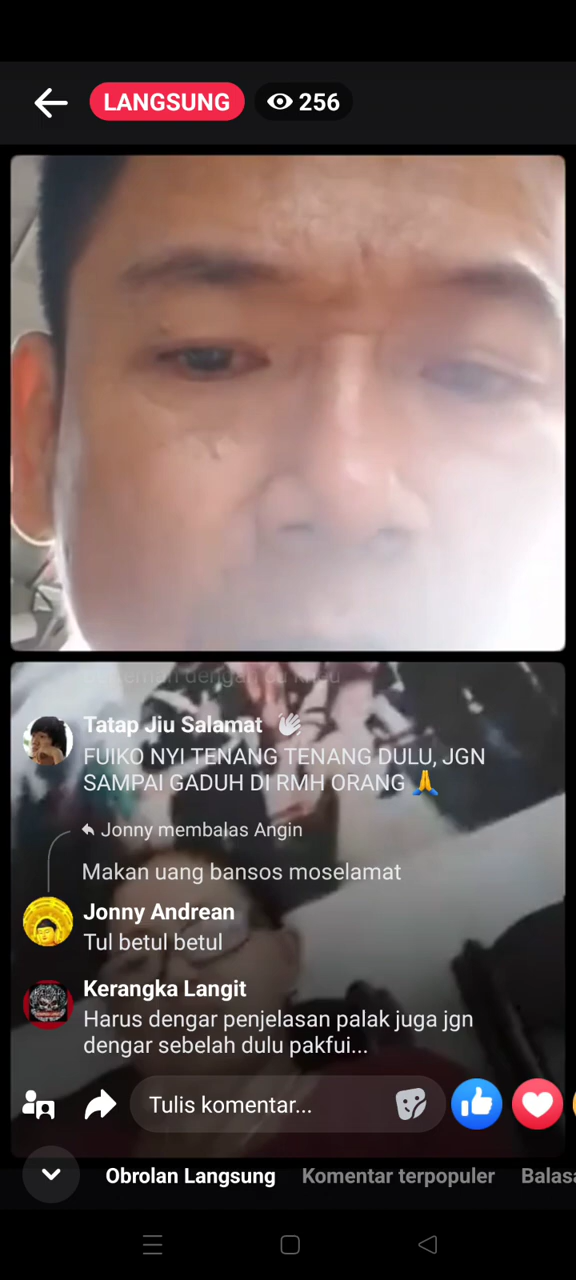 LANGSUNG
256
Tatap Jiu Salamat 👋
FUIKO NYI TENANG TENANG DULU, JGN
SAMPAI GADUH DI RMH ORANG 🙏
Jonny membalas Angin
Makan uang bansos moselamat
Jonny Andrean
Tul betul betul
Kerangka Langit
Harus dengar penjelasan palak juga jgn
dengar sebelah dulu pakfui...
Tulis komentar...
Obrolan Langsung Komentar terpopuler Balasa